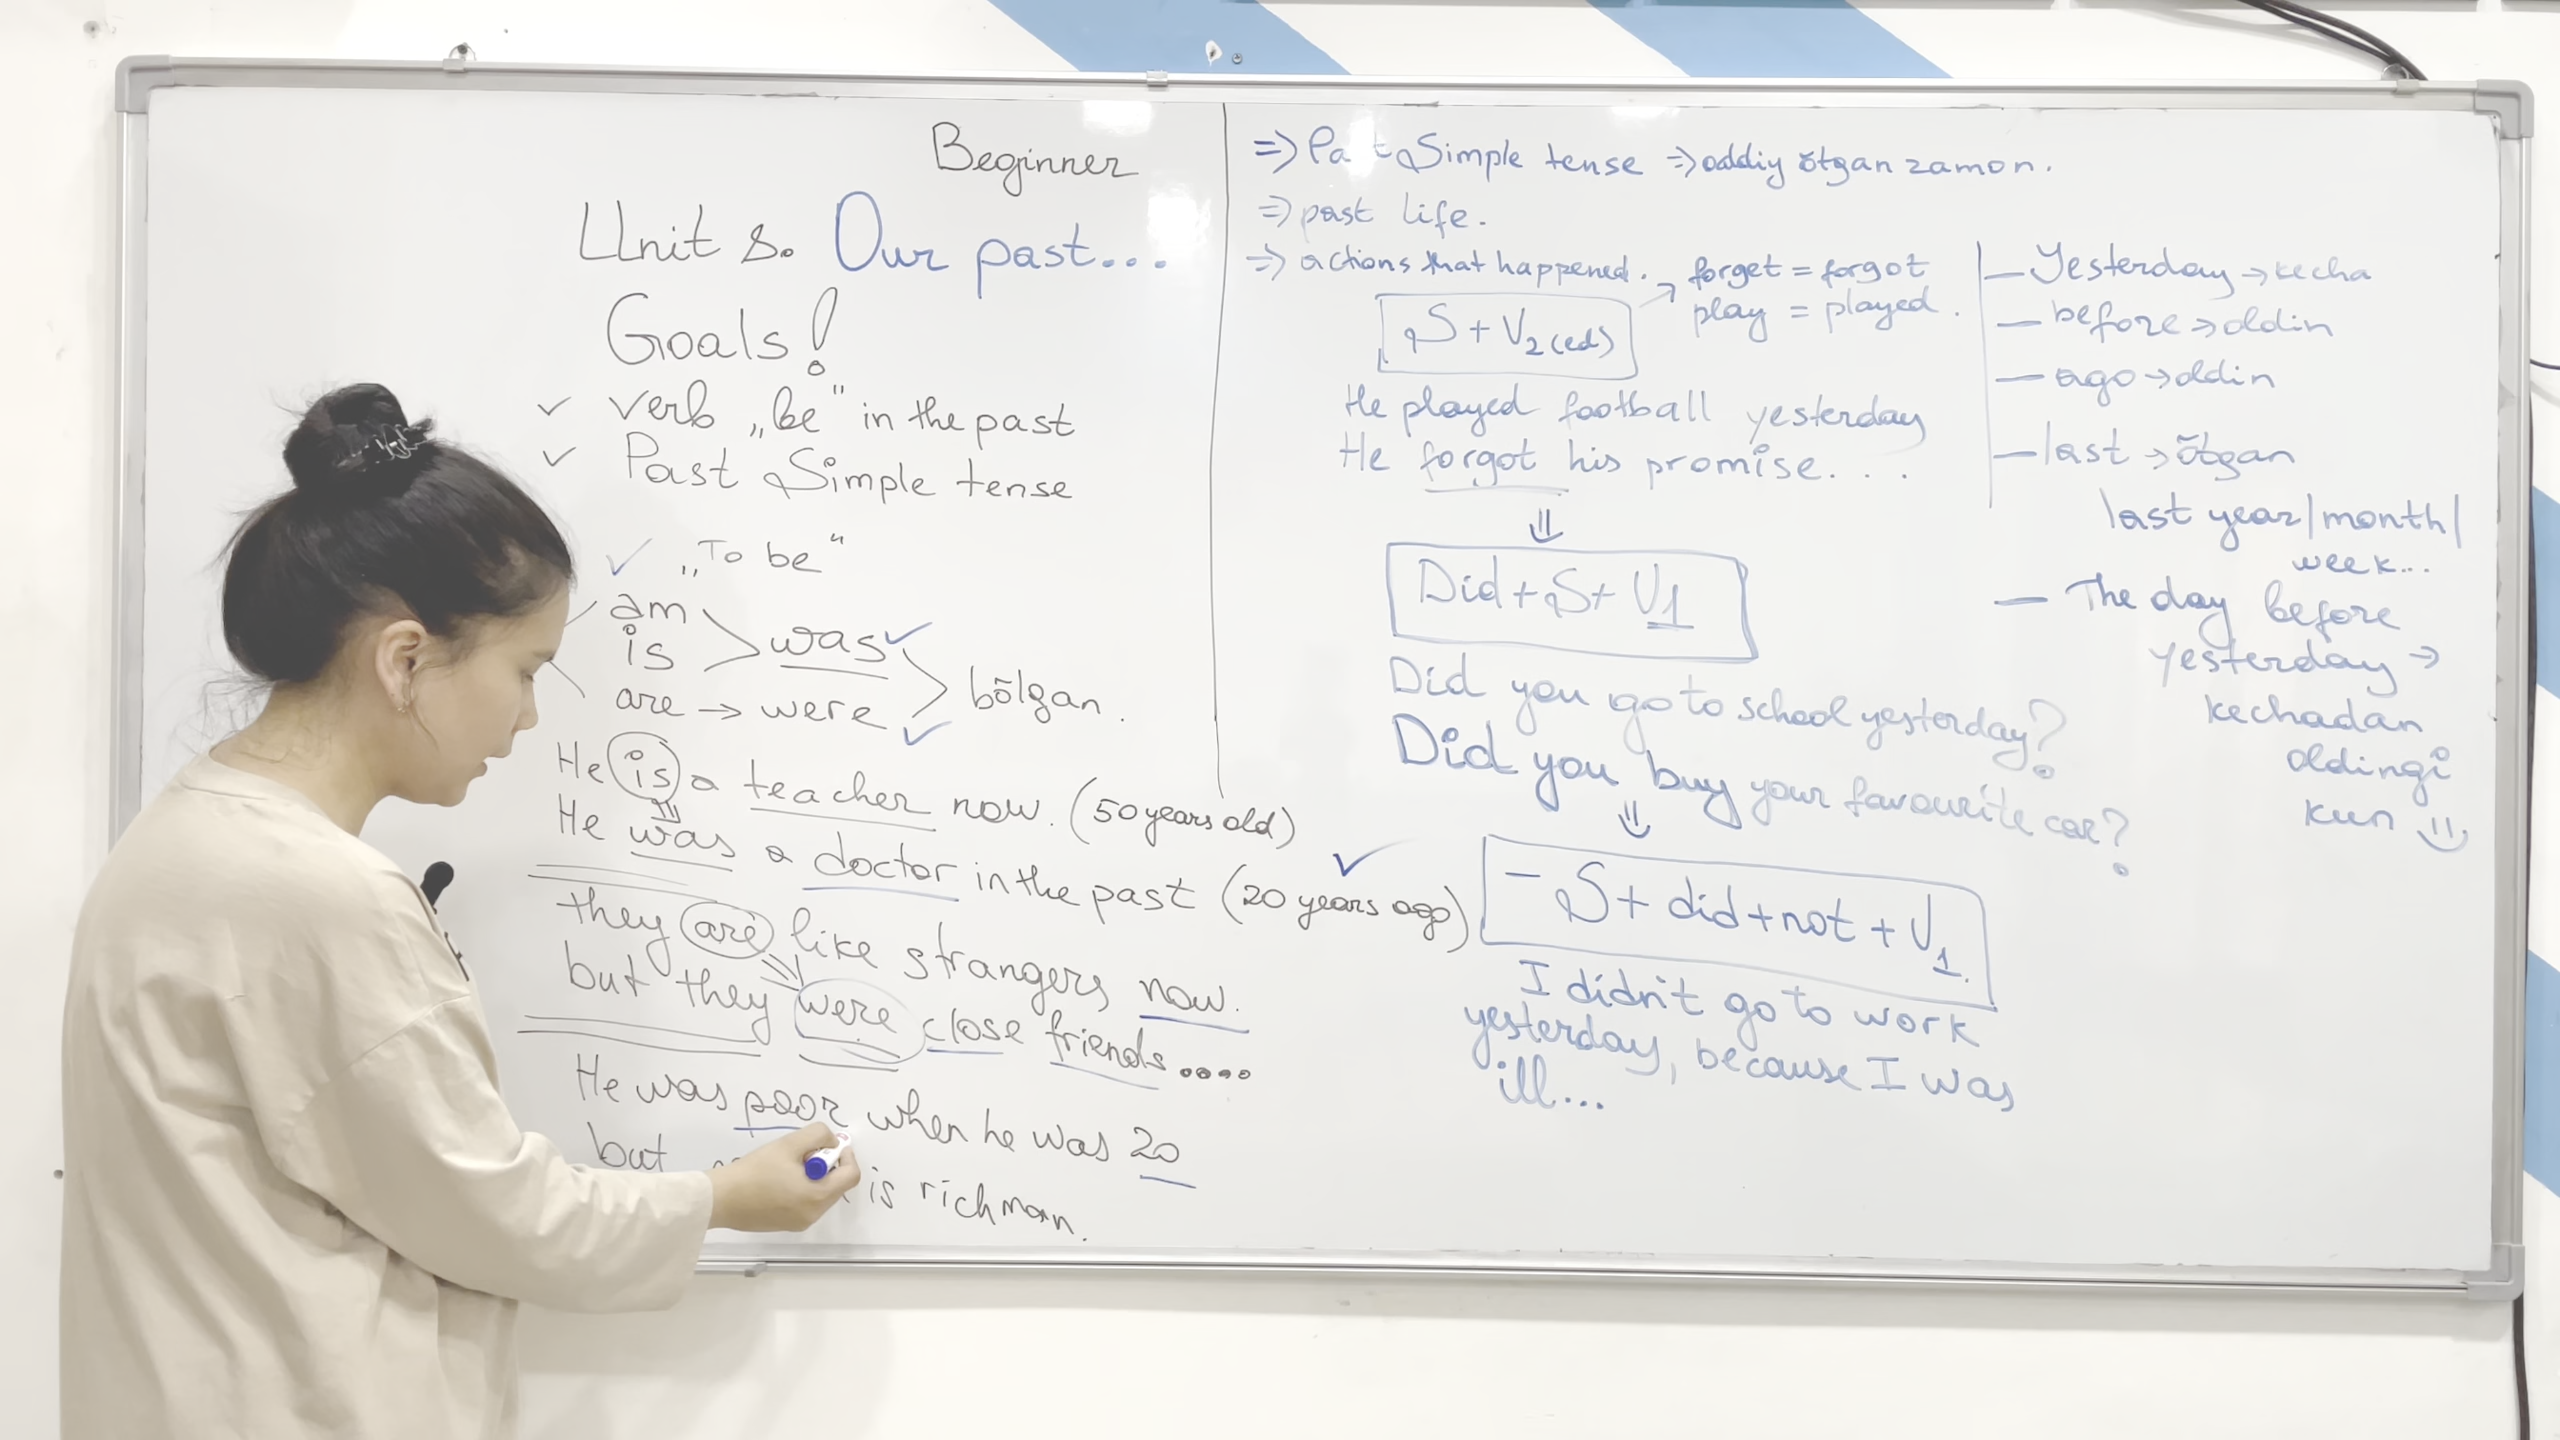 Beginner
Unit 8. Our past...
Goals!
✓ verb „be" in the past
✓ Past Simple tense
✓ „To be"
am
is
was ✓
are → were ✓
bōlgan.
He is a teacher now. (50 years old)
He was a doctor in the past (20 years ago)
they are like strangers now.
but they were close friends....
He was poor when he was 20
but is rich man.
⇒ Past Simple tense ⇒ oddiy ōtgan zamon.
⇒ past life.
⇒ actions that happened.
forget = forgot
play = played.
S + V2(ed)
He played football yesterday
He forgot his promise...
Did + S + V1
Did you go to school yesterday?
Did you buy your favourite car?
✓
- S + did + not + V1.
I didn't go to work
yesterday, because I was
ill...
— Yesterday → kecha
— before → oldin
— ago → oldin
— last → ōtgan
last year/month/
week...
— The day before
yesterday →
kechadan
oldingi
kun